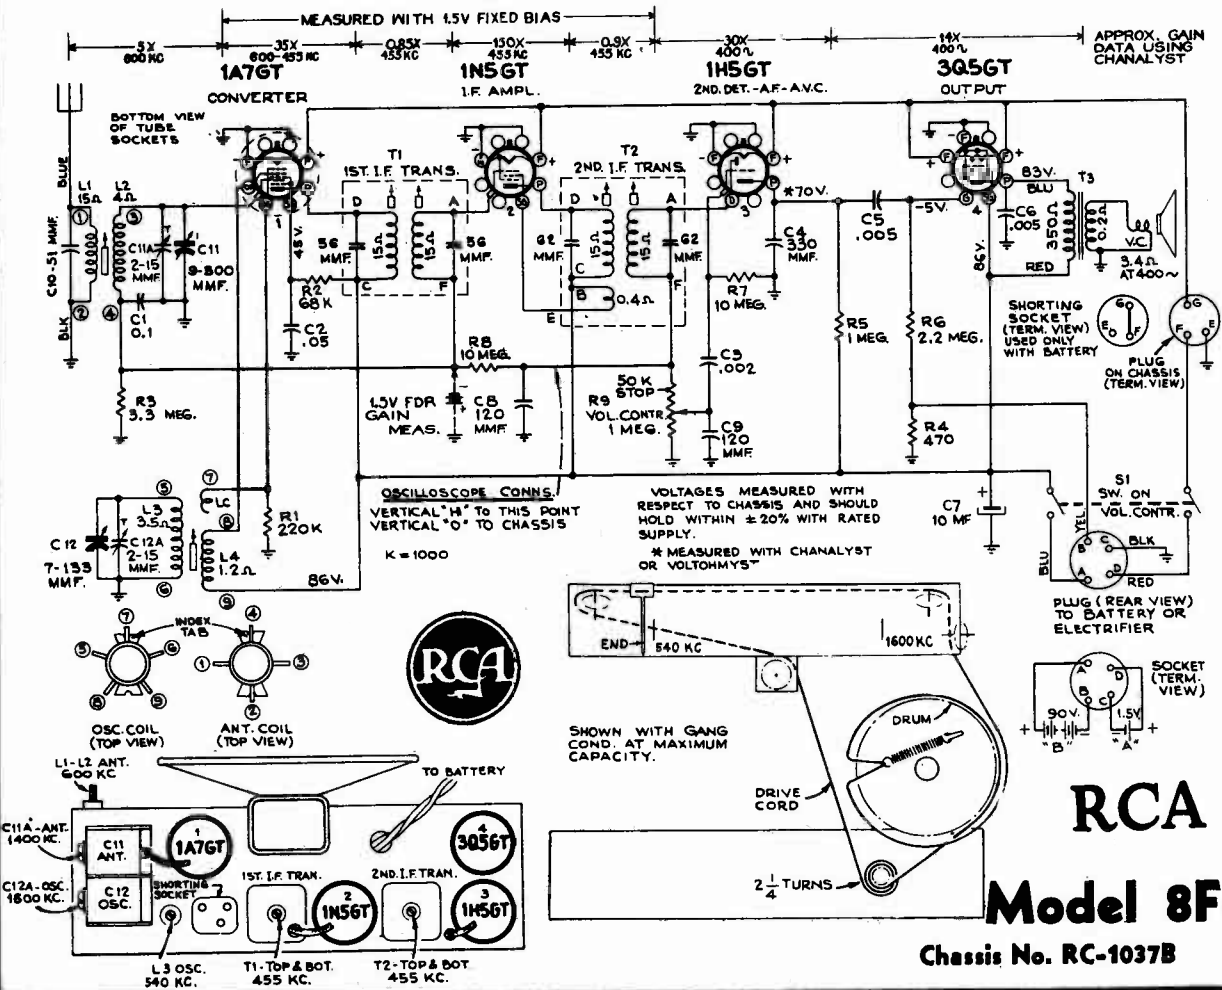 MEASURED WITH 1.5V FIXED BIAS
5X
600 KC
35X
600-455 KC
0.85X
455 KC
150X
455 KC
0.9X
455 KC
30X
400~
14X
400~
APPROX. GAIN
DATA USING
CHANALYST
1A7GT
CONVERTER
1N5GT
I.F. AMPL.
1H5GT
2ND. DET.-A.F.-A.V.C.
3Q5GT
OUTPUT
BOTTOM VIEW
OF TUBE
SOCKETS
T1
1ST. I.F. TRANS.
T2
2ND. I.F. TRANS.
BLUE
L1
15Ω
L2
4Ω
C10-51 MMF.
BLK
C11A
2-15
MMF.
C11
9-800
MMF.
C1
0.1
45V.
R2
68K
C2
.05
56
MMF.
15Ω
15Ω
56
MMF.
62
MMF.
15Ω
15Ω
62
MMF.
0.4Ω
*70V.
C4
330
MMF.
R7
10 MEG.
C5
.005
-5V.
83V.
BLU
C6
.005
86V.
RED
T3
350Ω
0.2Ω
V.C.
3.4Ω
AT 400~
R3
3.3 MEG.
R8
10 MEG.
1.5V FOR
GAIN
MEAS.
C8
120
MMF.
50 K
STOP
R9
VOL. CONTR.
1 MEG.
C3
.002
C9
120
MMF.
R5
1 MEG.
R6
2.2 MEG.
R4
470
SHORTING
SOCKET
(TERM. VIEW)
USED ONLY
WITH BATTERY
PLUG
ON CHASSIS
(TERM. VIEW)
C12
7-133
MMF.
C12A
2-15
MMF.
L3
3.5Ω
LC
L4
1.2Ω
R1
220K
86V.
OSCILLOSCOPE CONNS.
VERTICAL "H" TO THIS POINT
VERTICAL "O" TO CHASSIS
K = 1000
VOLTAGES MEASURED WITH
RESPECT TO CHASSIS AND SHOULD
HOLD WITHIN ±20% WITH RATED
SUPPLY.
* MEASURED WITH CHANALYST
OR VOLTOHMYST
C7
10 MF
S1
SW. ON
VOL. CONTR.
BLU
YEL
BLK
RED
PLUG (REAR VIEW)
TO BATTERY OR
ELECTRIFIER
SOCKET
(TERM.
VIEW)
90V.
"B"
1.5V.
"A"
INDEX
TAB
OSC. COIL
(TOP VIEW)
ANT. COIL
(TOP VIEW)
RCA
END
540 KC
1600 KC
SHOWN WITH GANG
COND. AT MAXIMUM
CAPACITY.
DRUM
DRIVE
CORD
2 1/4 TURNS
L1-L2 ANT.
600 KC
TO BATTERY
C11A-ANT.
1400 KC.
C11
ANT.
1
1A7GT
4
3Q5GT
C12A-OSC.
1600 KC.
C12
OSC.
SHORTING
SOCKET
1ST. I.F. TRAN.
2
1N5GT
2ND. I.F. TRAN.
3
1H5GT
L3 OSC.
540 KC.
T1-TOP & BOT.
455 KC.
T2-TOP & BOT
455 KC.
RCA
Model 8F
Chassis No. RC-1037B